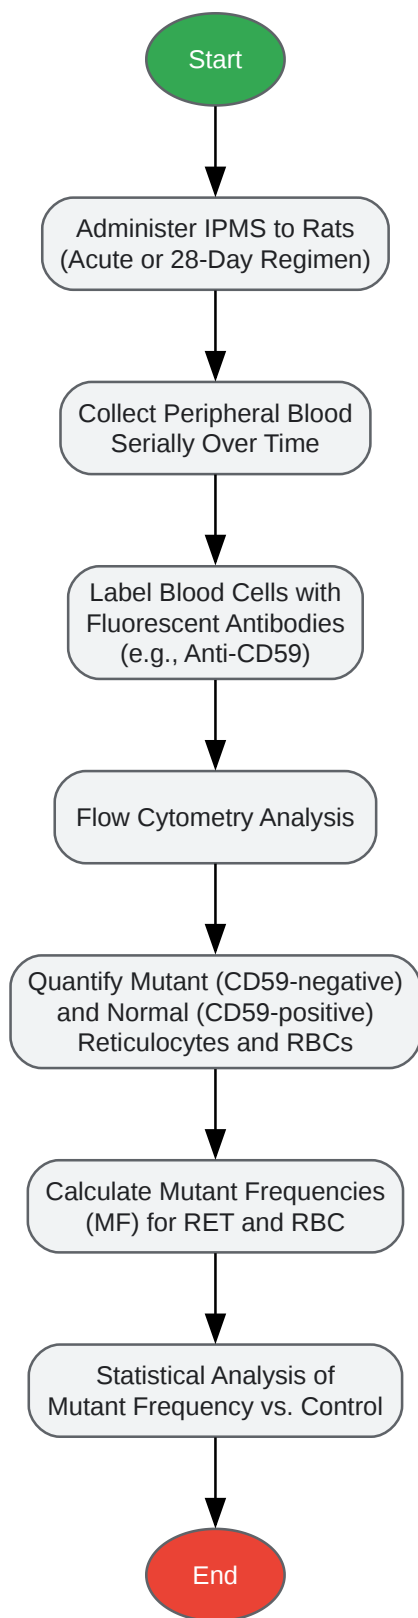 Start
Administer IPMS to Rats
(Acute or 28-Day Regimen)
Collect Peripheral Blood
Serially Over Time
Label Blood Cells with
Fluorescent Antibodies
(e.g., Anti-CD59)
Flow Cytometry Analysis
Quantify Mutant (CD59-negative)
and Normal (CD59-positive)
Reticulocytes and RBCs
Calculate Mutant Frequencies
(MF) for RET and RBC
Statistical Analysis of
Mutant Frequency vs. Control
End